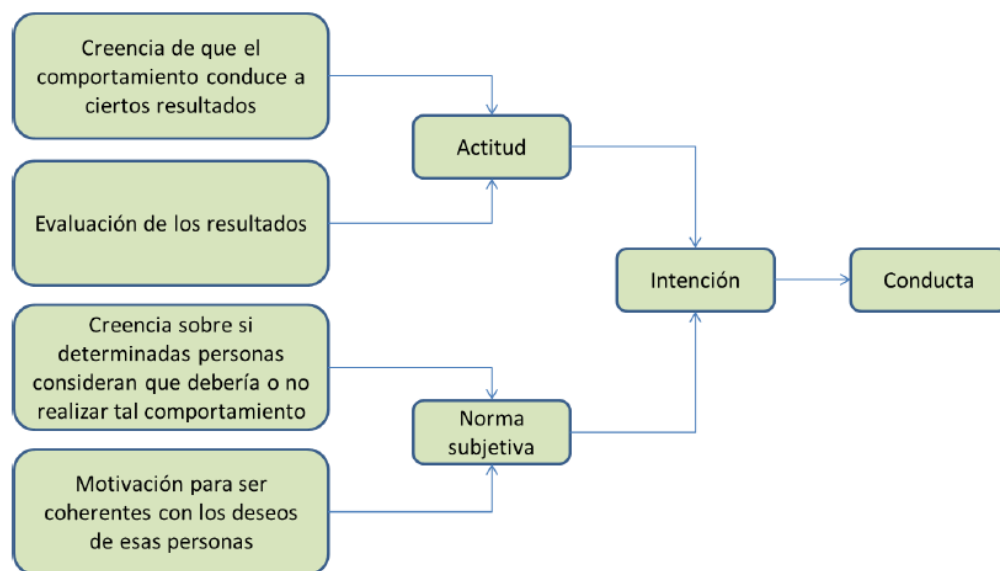 Creencia de que el
comportamiento conduce a
ciertos resultados
Actitud
Evaluación de los resultados
Intención
Conducta
Creencia sobre si
determinadas personas
consideran que debería o no
realizar tal comportamiento
Norma
subjetiva
Motivación para ser
coherentes con los deseos
de esas personas